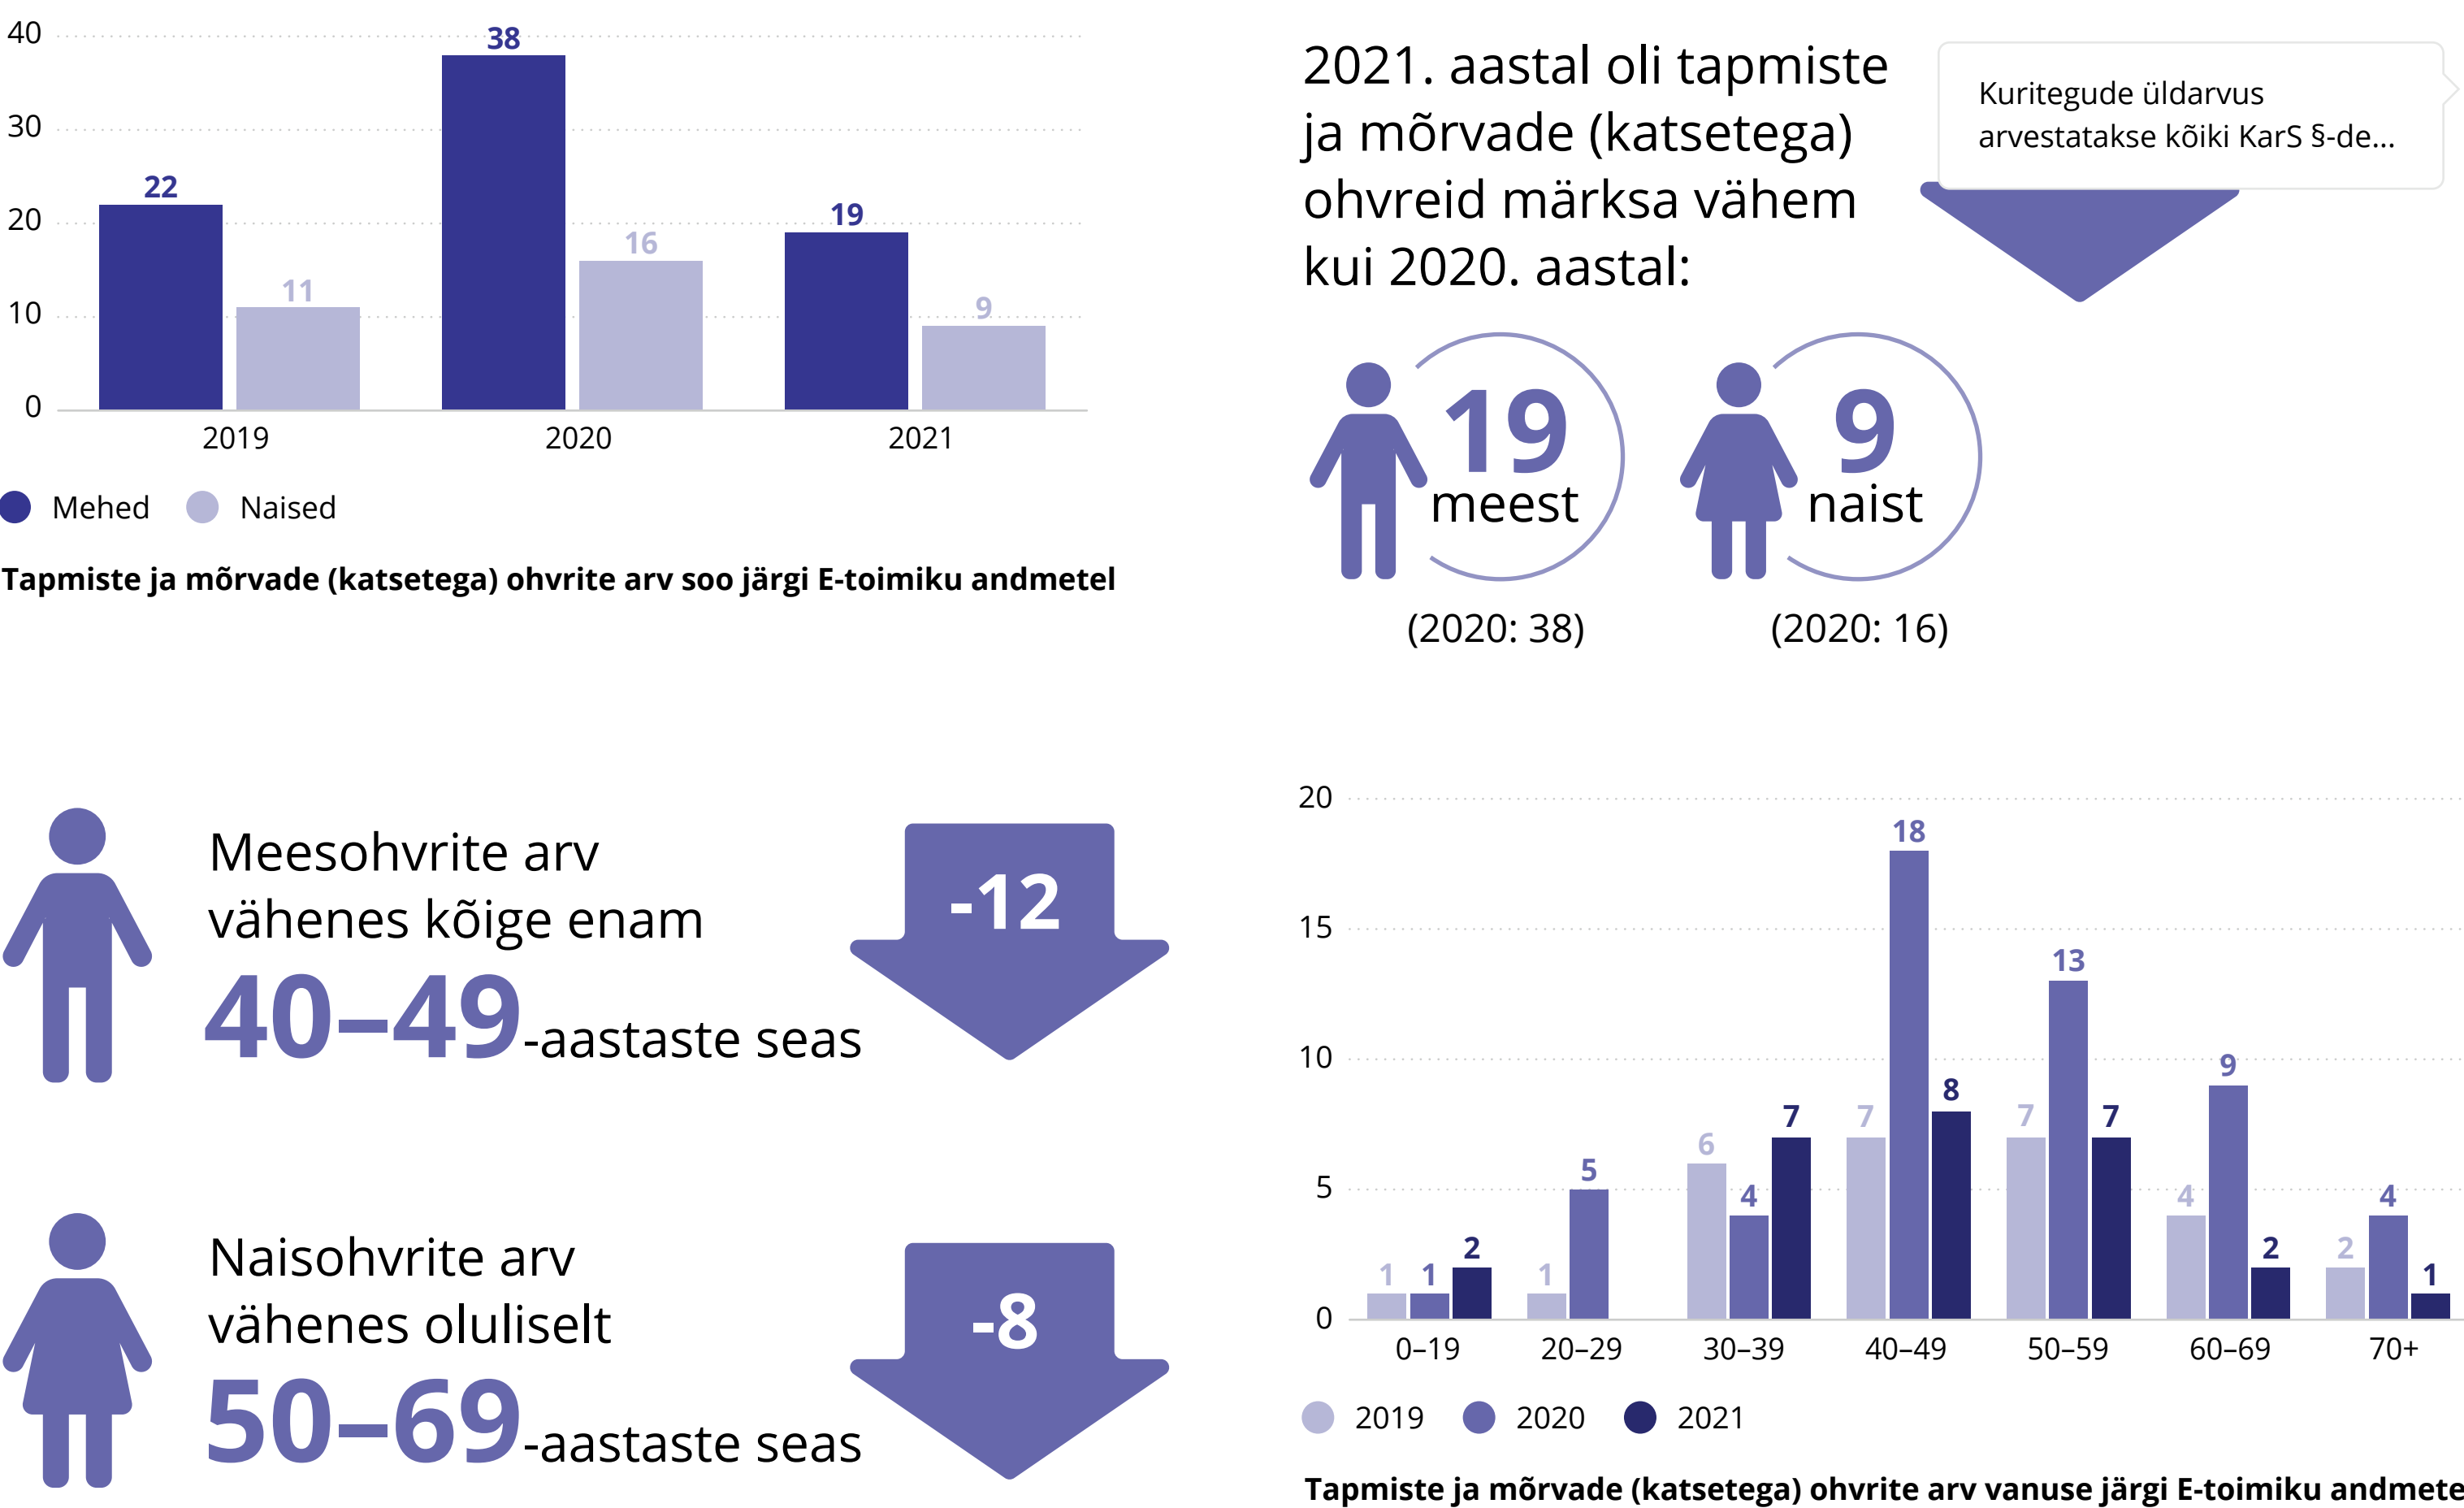 40
30
20
10
0
22
11
38
16
19
9
2019 2020 2021
Mehed Naised
Tapmiste ja mõrvade (katsetega) ohvrite arv soo järgi E-toimiku andmetel
2021. aastal oli tapmiste
ja mõrvade (katsetega)
ohvreid märksa vähem
kui 2020. aastal:
Kuritegude üldarvus
arvestatakse kõiki KarS §-de...
19
meest
(2020: 38)
9
naist
(2020: 16)
Meesohvrite arv
vähenes kõige enam
40–49-aastaste seas
-12
Naisohvrite arv
vähenes oluliselt
50–69-aastaste seas
-8
20
15
10
5
0
1 1 2
1 5
6 4 7
7 18 8
7 13 7
4 9 2
2 4 1
0–19 20–29 30–39 40–49 50–59 60–69 70+
2019 2020 2021
Tapmiste ja mõrvade (katsetega) ohvrite arv vanuse järgi E-toimiku